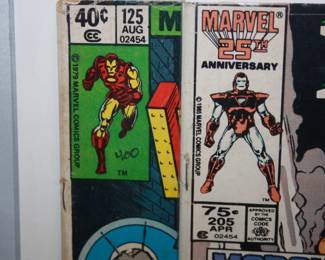 40¢ 125
AUG
CC 02454
© 1979 MARVEL COMICS GROUP
4.00
TM
M
MARVEL
25TH
ANNIVERSARY
© 1985 MARVEL COMICS GROUP
TM
75¢
205
APR
CC 02454
APPROVED
BY THE
COMICS
CODE
AUTHORITY